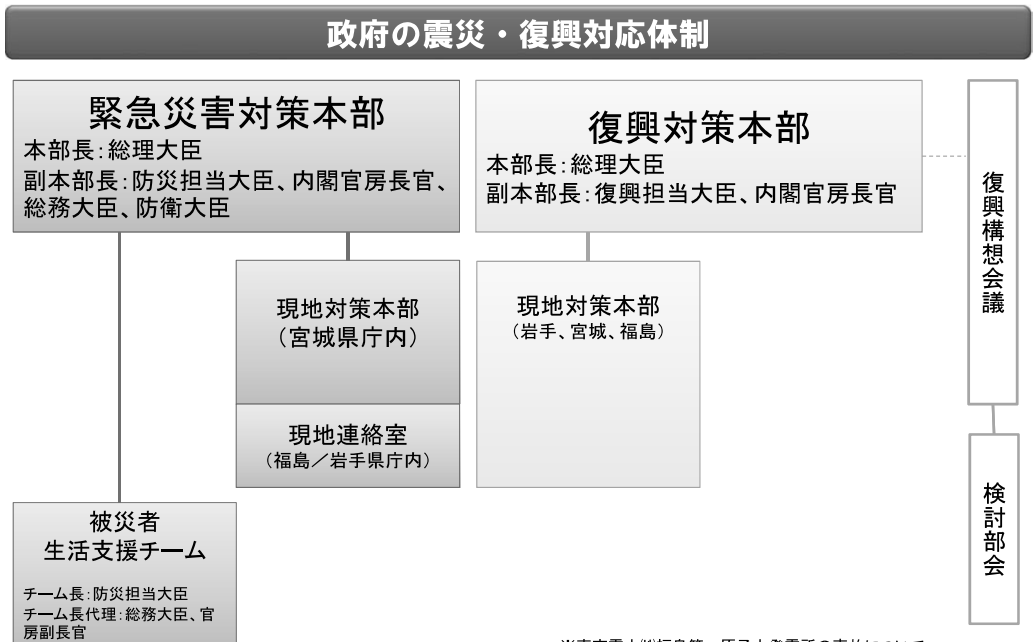 政府の震災・復興対応体制
緊急災害対策本部
本部長：総理大臣
副本部長：防災担当大臣、内閣官房長官、
総務大臣、防衛大臣
復興対策本部
本部長：総理大臣
副本部長：復興担当大臣、内閣官房長官
復興構想会議
現地対策本部
（宮城県庁内）
現地連絡室
（福島／岩手県庁内）
現地対策本部
（岩手、宮城、福島）
検討部会
被災者
生活支援チーム
チーム長：防災担当大臣
チーム長代理：総務大臣、官
房副長官